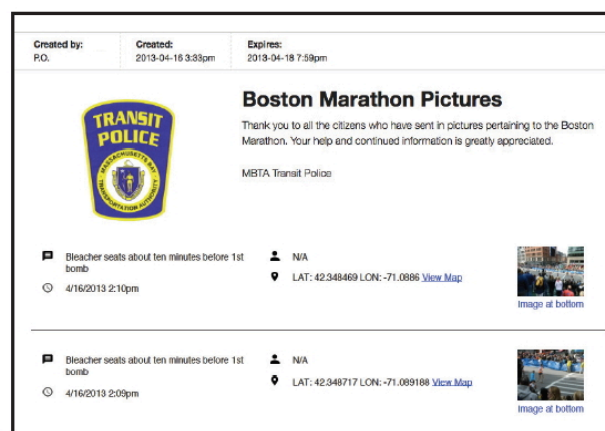 Created by:
P.O.
Created:
2013-04-16 3:33pm
Expires:
2013-04-18 7:59pm
Boston Marathon Pictures
Thank you to all the citizens who have sent in pictures pertaining to the Boston
Marathon. Your help and continued information is greatly appreciated.
MBTA Transit Police
TRANSIT
POLICE
MASSACHUSETTS BAY
TRANSPORTATION AUTHORITY
Bleacher seats about ten minutes before 1st
bomb
4/16/2013 2:10pm
N/A
LAT: 42.348469 LON: -71.0886 View Map
Image at bottom
Bleacher seats about ten minutes before 1st
bomb
4/16/2013 2:09pm
N/A
LAT: 42.348717 LON: -71.089188 View Map
Image at bottom